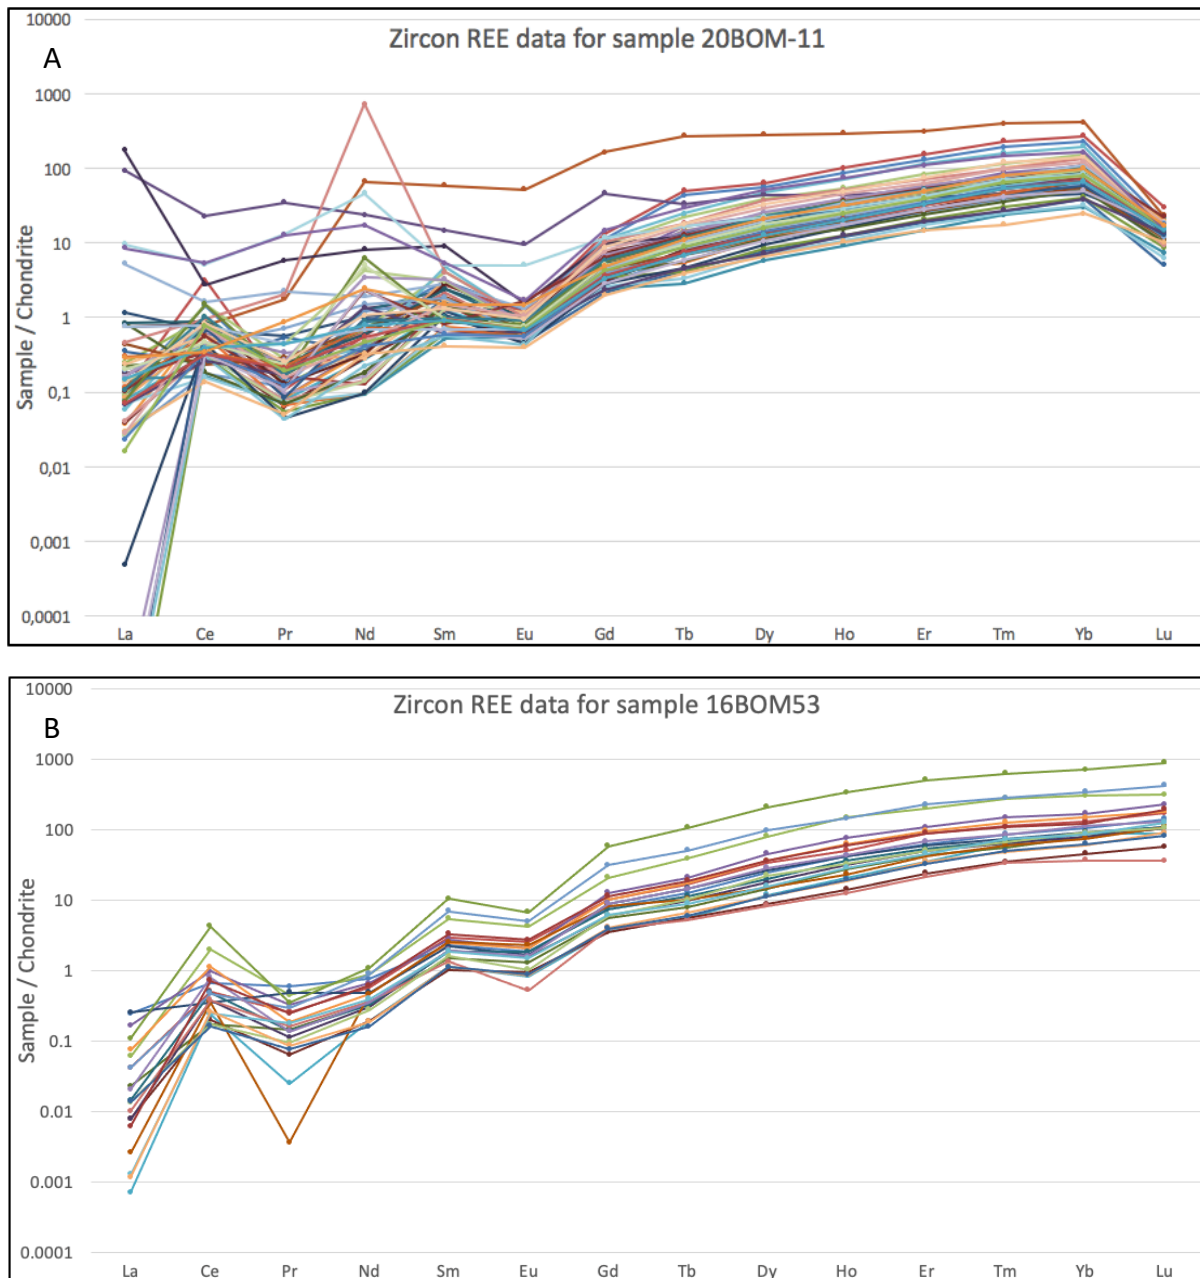 Zircon REE data for sample 20BOM-11
A
10000
1000
100
10
1
0,1
0,01
0,001
0,0001
Sample / Chondrite
La Ce Pr Nd Sm Eu Gd Tb Dy Ho Er Tm Yb Lu
Zircon REE data for sample 16BOM53
B
10000
1000
100
10
1
0.1
0.01
0.001
0.0001
Sample / Chondrite
La Ce Pr Nd Sm Eu Gd Tb Dy Ho Er Tm Yb Lu